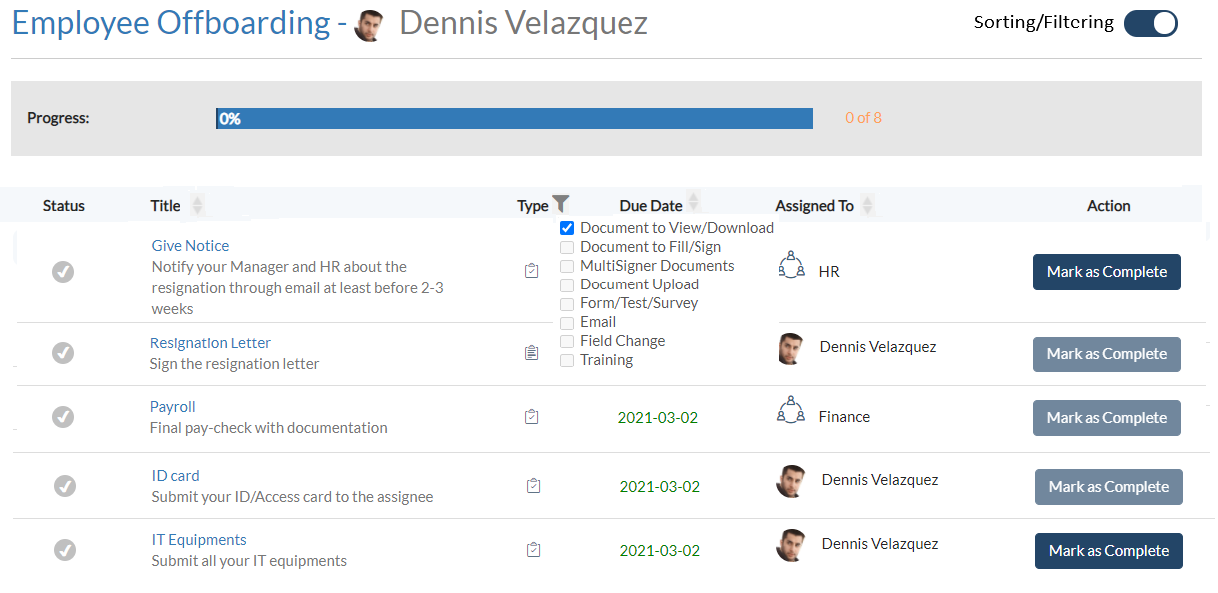 Employee Offboarding - Dennis Velazquez
Sorting/Filtering
Progress:
0%
0 of 8
Status
Title
Type
Due Date
Assigned To
Action
Document to View/Download
Document to Fill/Sign
MultiSigner Documents
Document Upload
Form/Test/Survey
Email
Field Change
Training
Give Notice
Notify your Manager and HR about the
resignation through email at least before 2-3
weeks
HR
Mark as Complete
Resignation Letter
Sign the resignation letter
Dennis Velazquez
Mark as Complete
Payroll
Final pay-check with documentation
2021-03-02
Finance
Mark as Complete
ID card
Submit your ID/Access card to the assignee
2021-03-02
Dennis Velazquez
Mark as Complete
IT Equipments
Submit all your IT equipments
2021-03-02
Dennis Velazquez
Mark as Complete